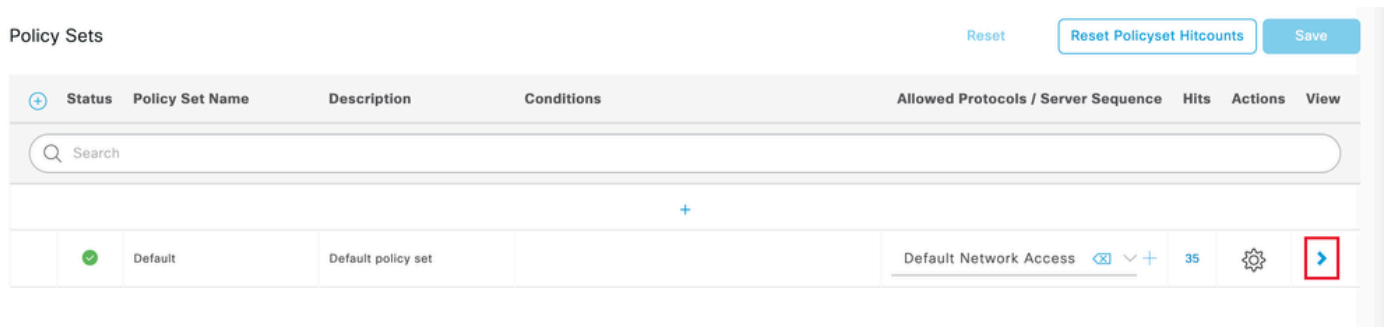 Policy Sets
Reset Reset Policyset Hitcounts Save
Status Policy Set Name Description Conditions Allowed Protocols / Server Sequence Hits Actions View
Search
+
Default Default policy set Default Network Access + 35